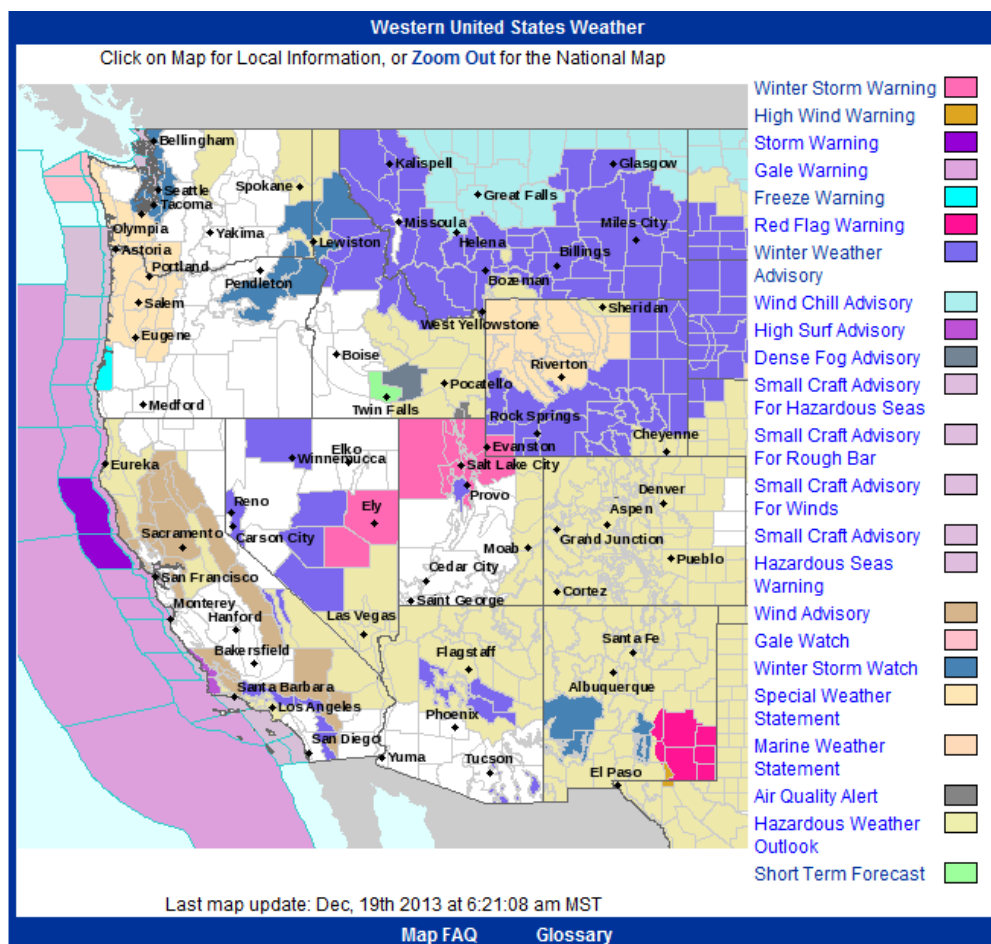 Western United States Weather
Click on Map for Local Information, or Zoom Out for the National Map
Bellingham
Seattle
Tacoma
Olympia
Spokane
Yakima
Astoria
Portland
Pendleton
Lewiston
Salem
Eugene
Medford
Kalispell
Glasgow
Great Falls
Missoula
Helena
Miles City
Billings
Bozeman
West Yellowstone
Sheridan
Boise
Riverton
Pocatello
Twin Falls
Rock Springs
Cheyenne
Evanston
Eureka
Elko
Winnemucca
Salt Lake City
Provo
Reno
Ely
Carson City
Sacramento
Denver
Aspen
Grand Junction
Moab
Pueblo
San Francisco
Cedar City
Cortez
Monterey
Saint George
Hanford
Las Vegas
Bakersfield
Flagstaff
Santa Fe
Albuquerque
Santa Barbara
Los Angeles
Phoenix
San Diego
Yuma
Tucson
El Paso
Winter Storm Warning
High Wind Warning
Storm Warning
Gale Warning
Freeze Warning
Red Flag Warning
Winter Weather
Advisory
Wind Chill Advisory
High Surf Advisory
Dense Fog Advisory
Small Craft Advisory
For Hazardous Seas
Small Craft Advisory
For Rough Bar
Small Craft Advisory
For Winds
Small Craft Advisory
Hazardous Seas
Warning
Wind Advisory
Gale Watch
Winter Storm Watch
Special Weather
Statement
Marine Weather
Statement
Air Quality Alert
Hazardous Weather
Outlook
Short Term Forecast
Last map update: Dec, 19th 2013 at 6:21:08 am MST
Map FAQ Glossary